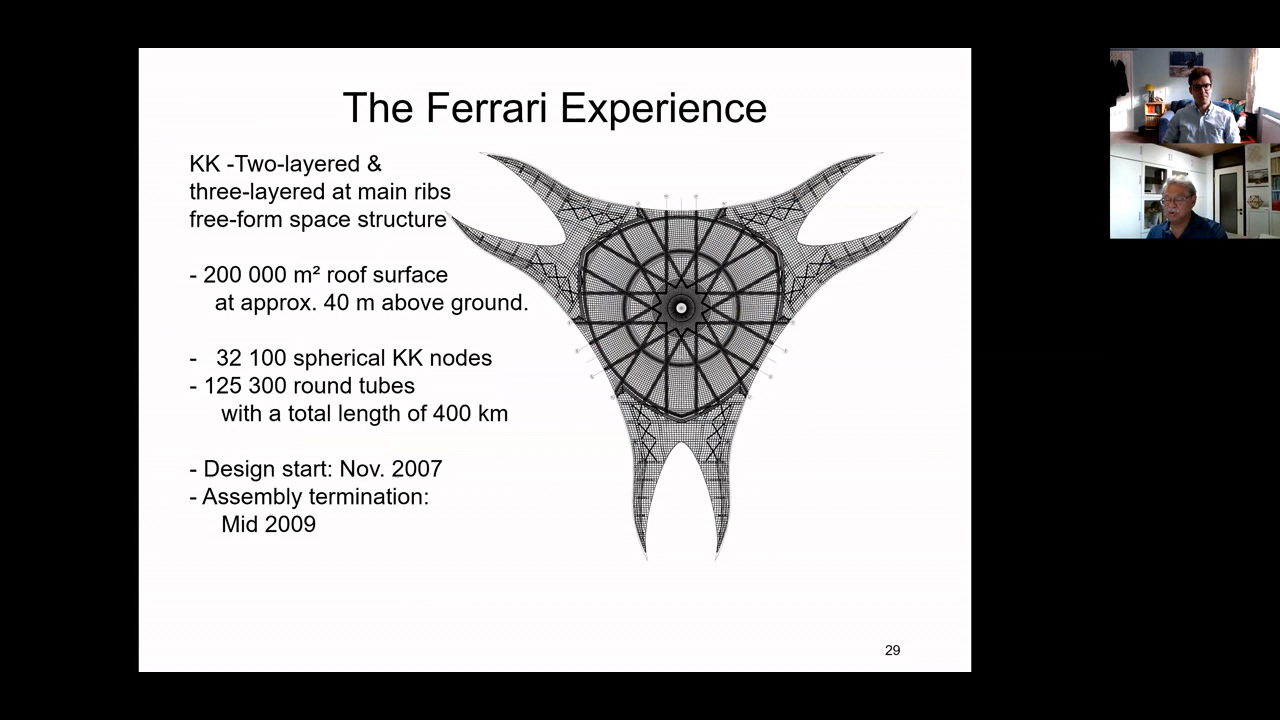 The Ferrari Experience
KK -Two-layered &
three-layered at main ribs
free-form space structure
- 200 000 m² roof surface
at approx. 40 m above ground.
- 32 100 spherical KK nodes
- 125 300 round tubes
with a total length of 400 km
- Design start: Nov. 2007
- Assembly termination:
Mid 2009
29